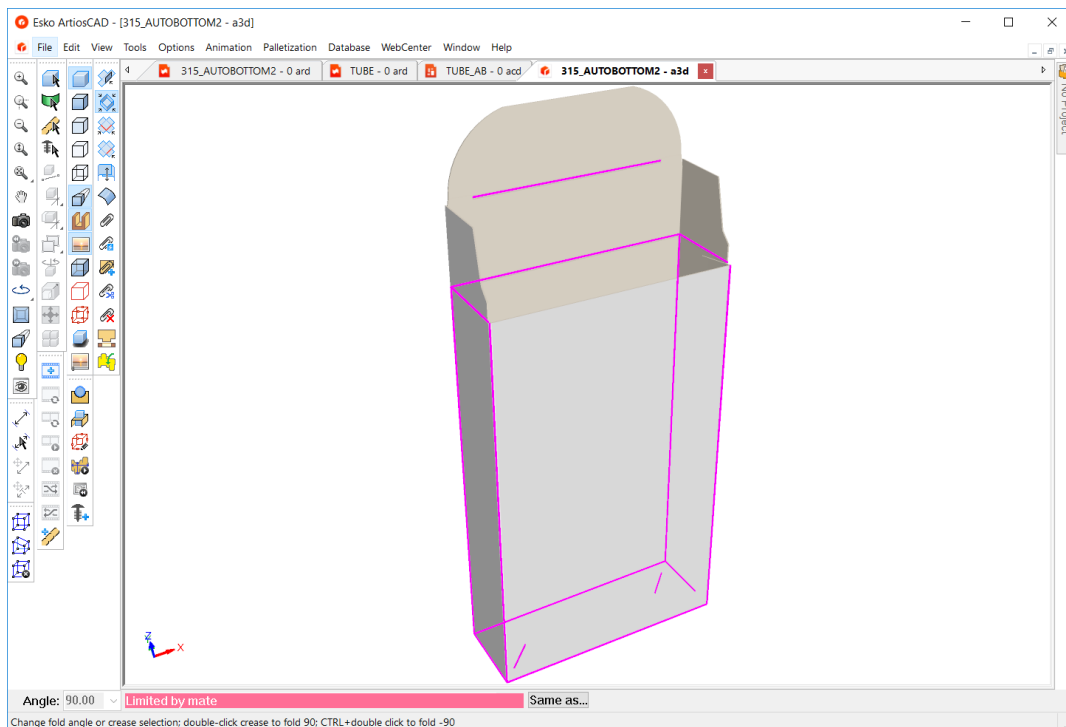 Esko ArtiosCAD - [315_AUTOBOTTOM2 - a3d]
File Edit View Tools Options Animation Palletization Database WebCenter Window Help
315_AUTOBOTTOM2 - 0 ard TUBE - 0 ard TUBE_AB - 0 acd 315_AUTOBOTTOM2 - a3d x
No Project
Z
X
Angle: 90.00 Limited by mate Same as...
Change fold angle or crease selection; double-click crease to fold 90; CTRL+double click to fold -90